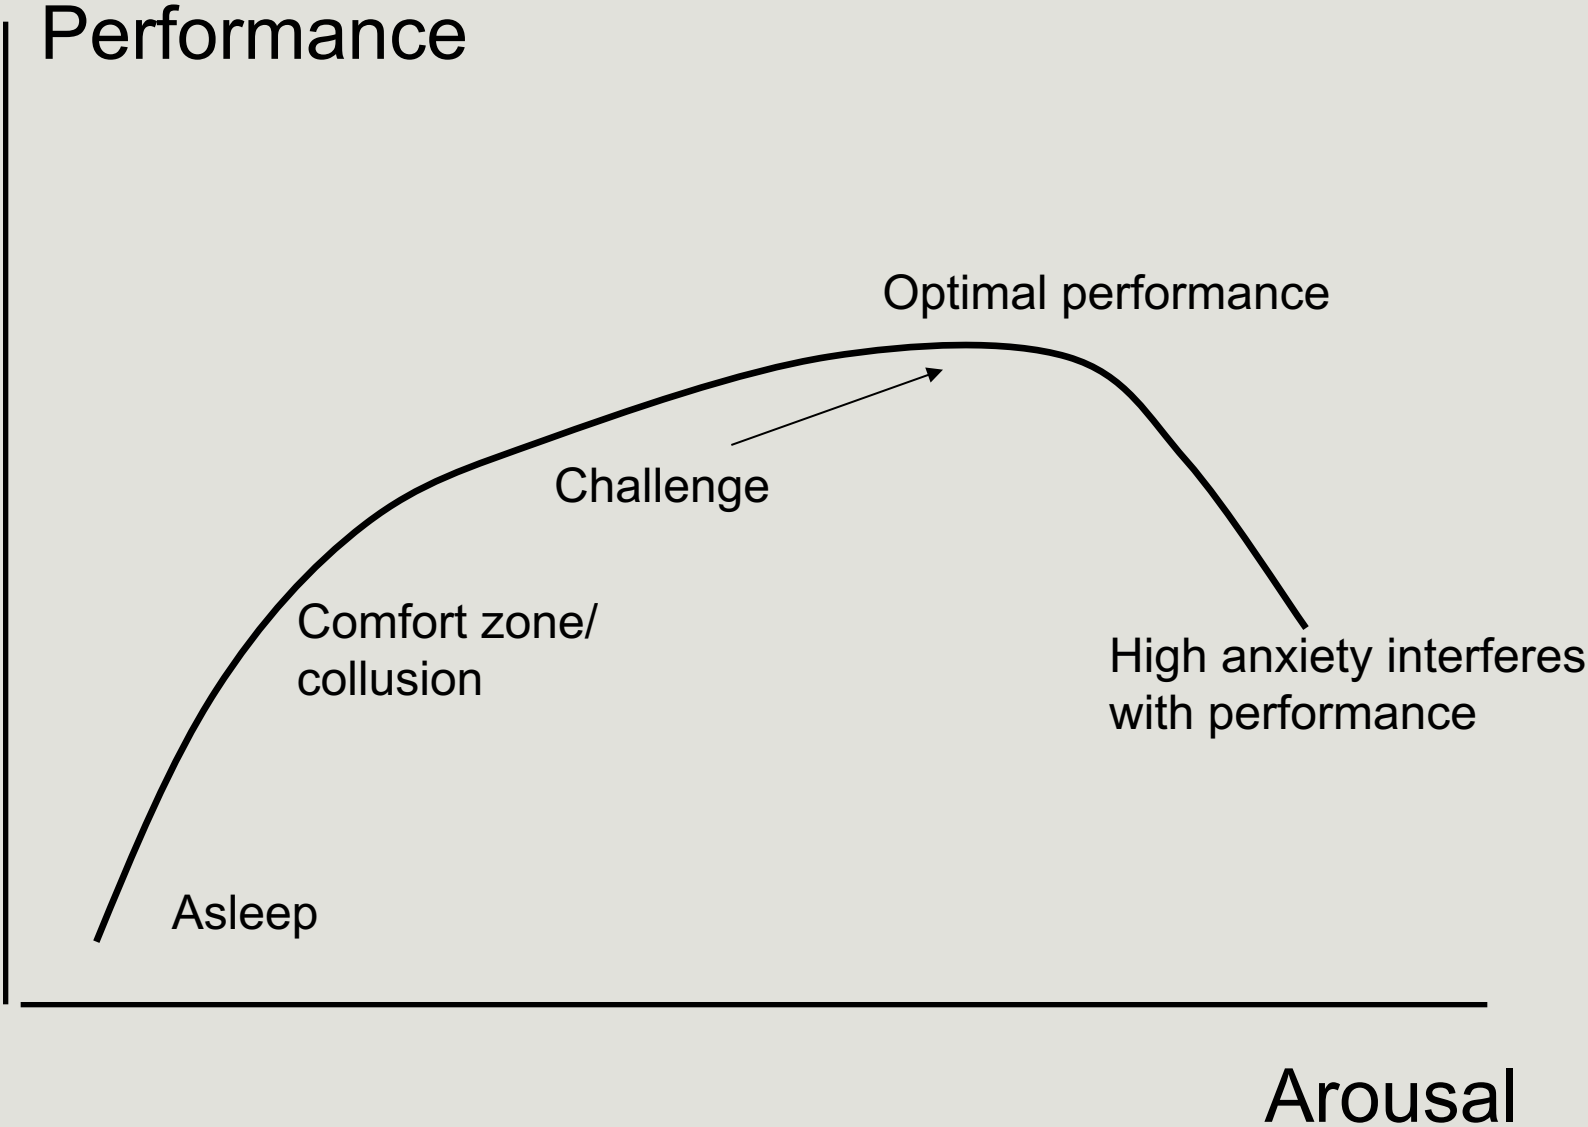 Performance
Optimal performance
Challenge
Comfort zone/
collusion
High anxiety interferes
with performance
Asleep
Arousal